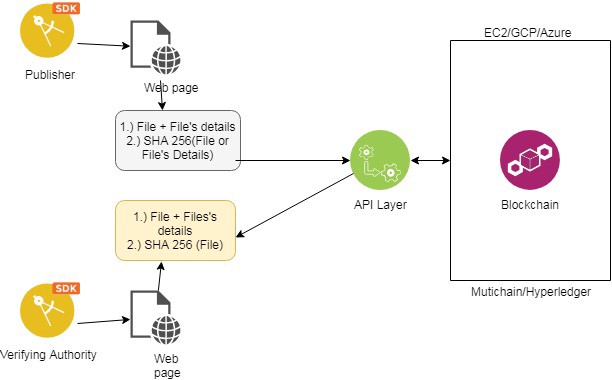 SDK
Publisher
Web page
1.) File + File's details
2.) SHA 256(File or
File's Details)
EC2/GCP/Azure
API Layer
Blockchain
1.) File + Files's
details
2.) SHA 256 (File)
Mutichain/Hyperledger
SDK
Verifying Authority
Web
page